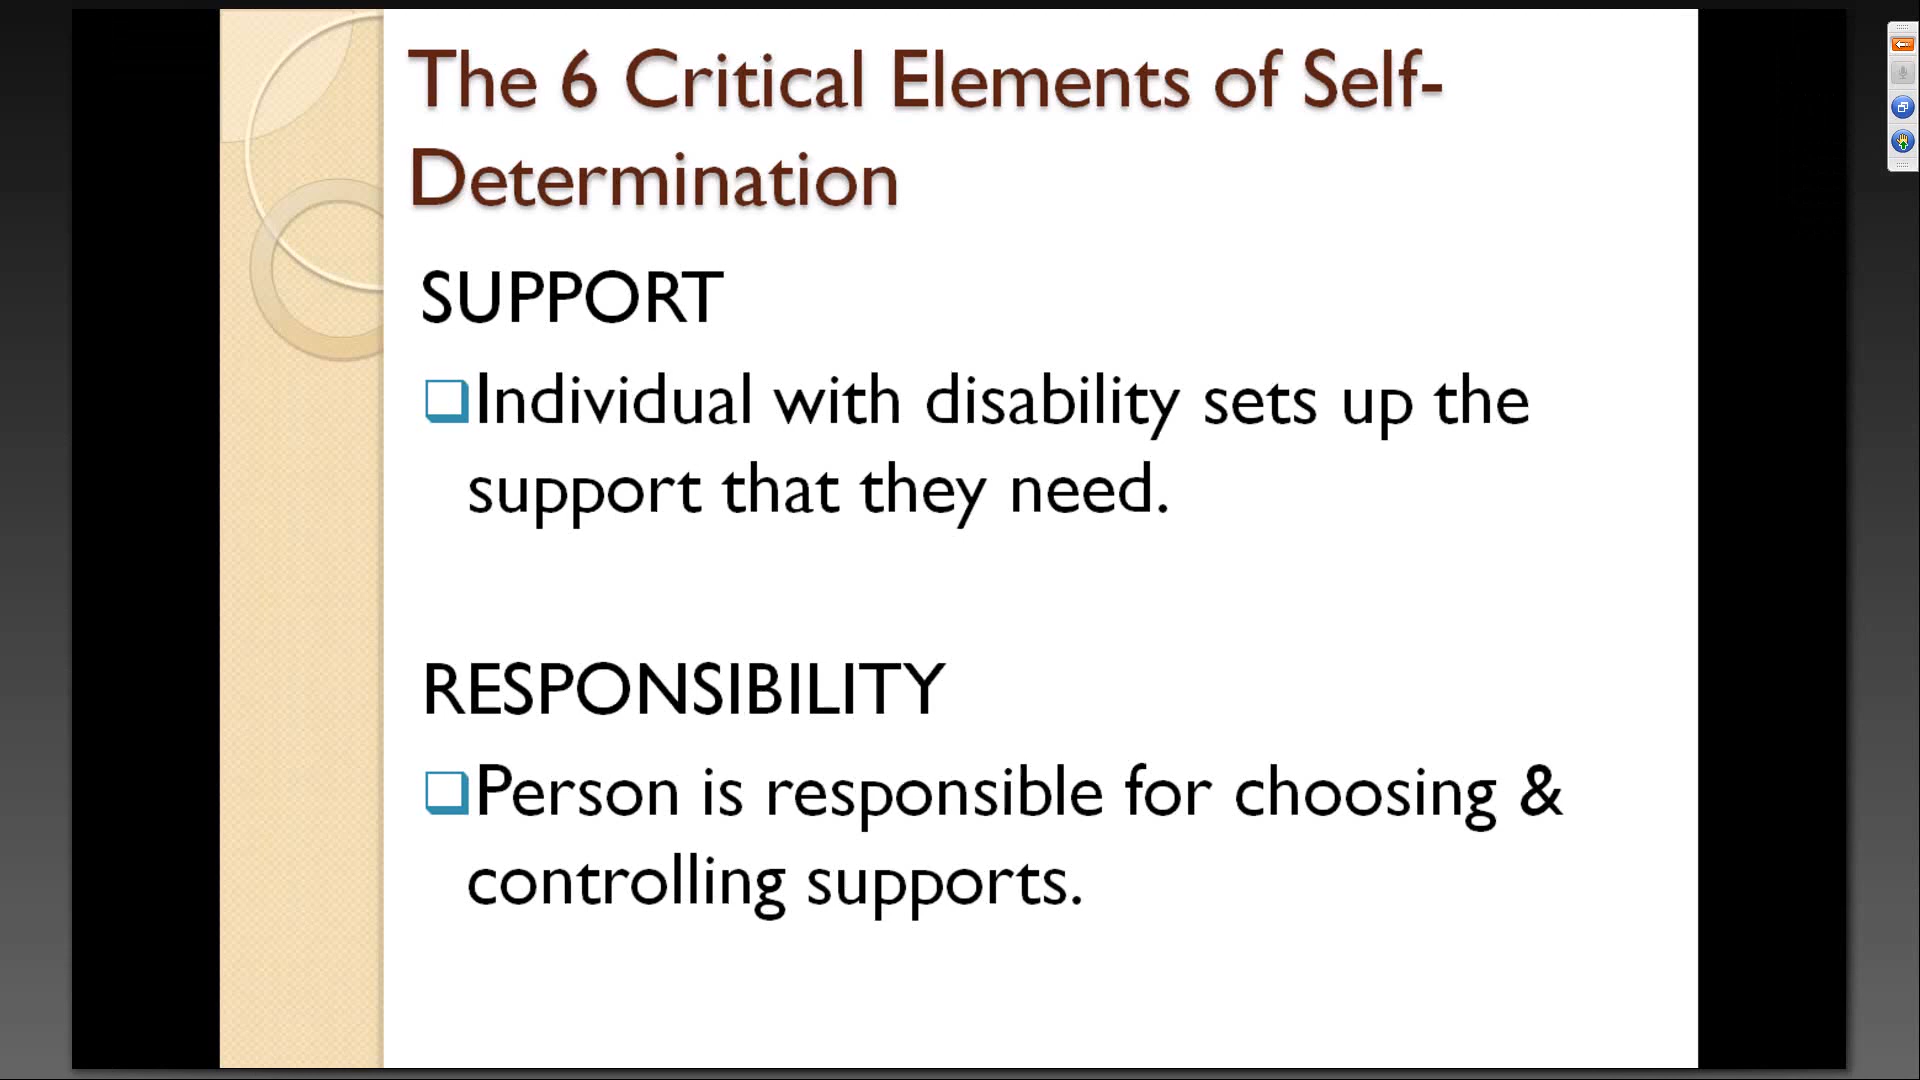 The 6 Critical Elements of Self-
Determination
SUPPORT
Individual with disability sets up the
support that they need.
RESPONSIBILITY
Person is responsible for choosing &
controlling supports.